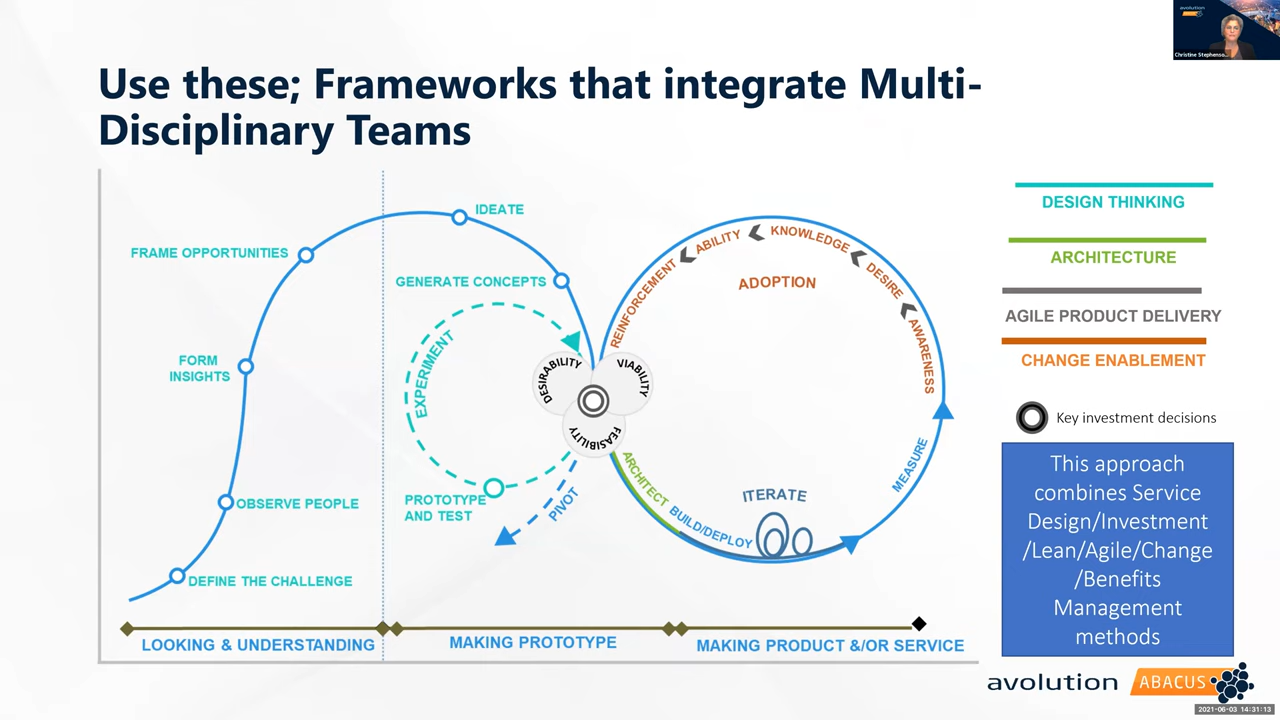 avolution
Christine Stephenso...
Use these; Frameworks that integrate Multi-
Disciplinary Teams
IDEATE
FRAME OPPORTUNITIES
GENERATE CONCEPTS
FORM
INSIGHTS
OBSERVE PEOPLE
DEFINE THE CHALLENGE
EXPERIMENT
PROTOTYPE
AND TEST
PIVOT
DESIRABILITY
VIABILITY
FEASIBILITY
REINFORCEMENT
ABILITY
KNOWLEDGE
DESIRE
AWARENESS
ADOPTION
ARCHITECT
BUILD/DEPLOY
ITERATE
MEASURE
LOOKING & UNDERSTANDING
MAKING PROTOTYPE
MAKING PRODUCT &/OR SERVICE
DESIGN THINKING
ARCHITECTURE
AGILE PRODUCT DELIVERY
CHANGE ENABLEMENT
Key investment decisions
This approach
combines Service
Design/Investment
/Lean/Agile/Change
/Benefits
Management
methods
avolution ABACUS
2021-06-03 14:31:13